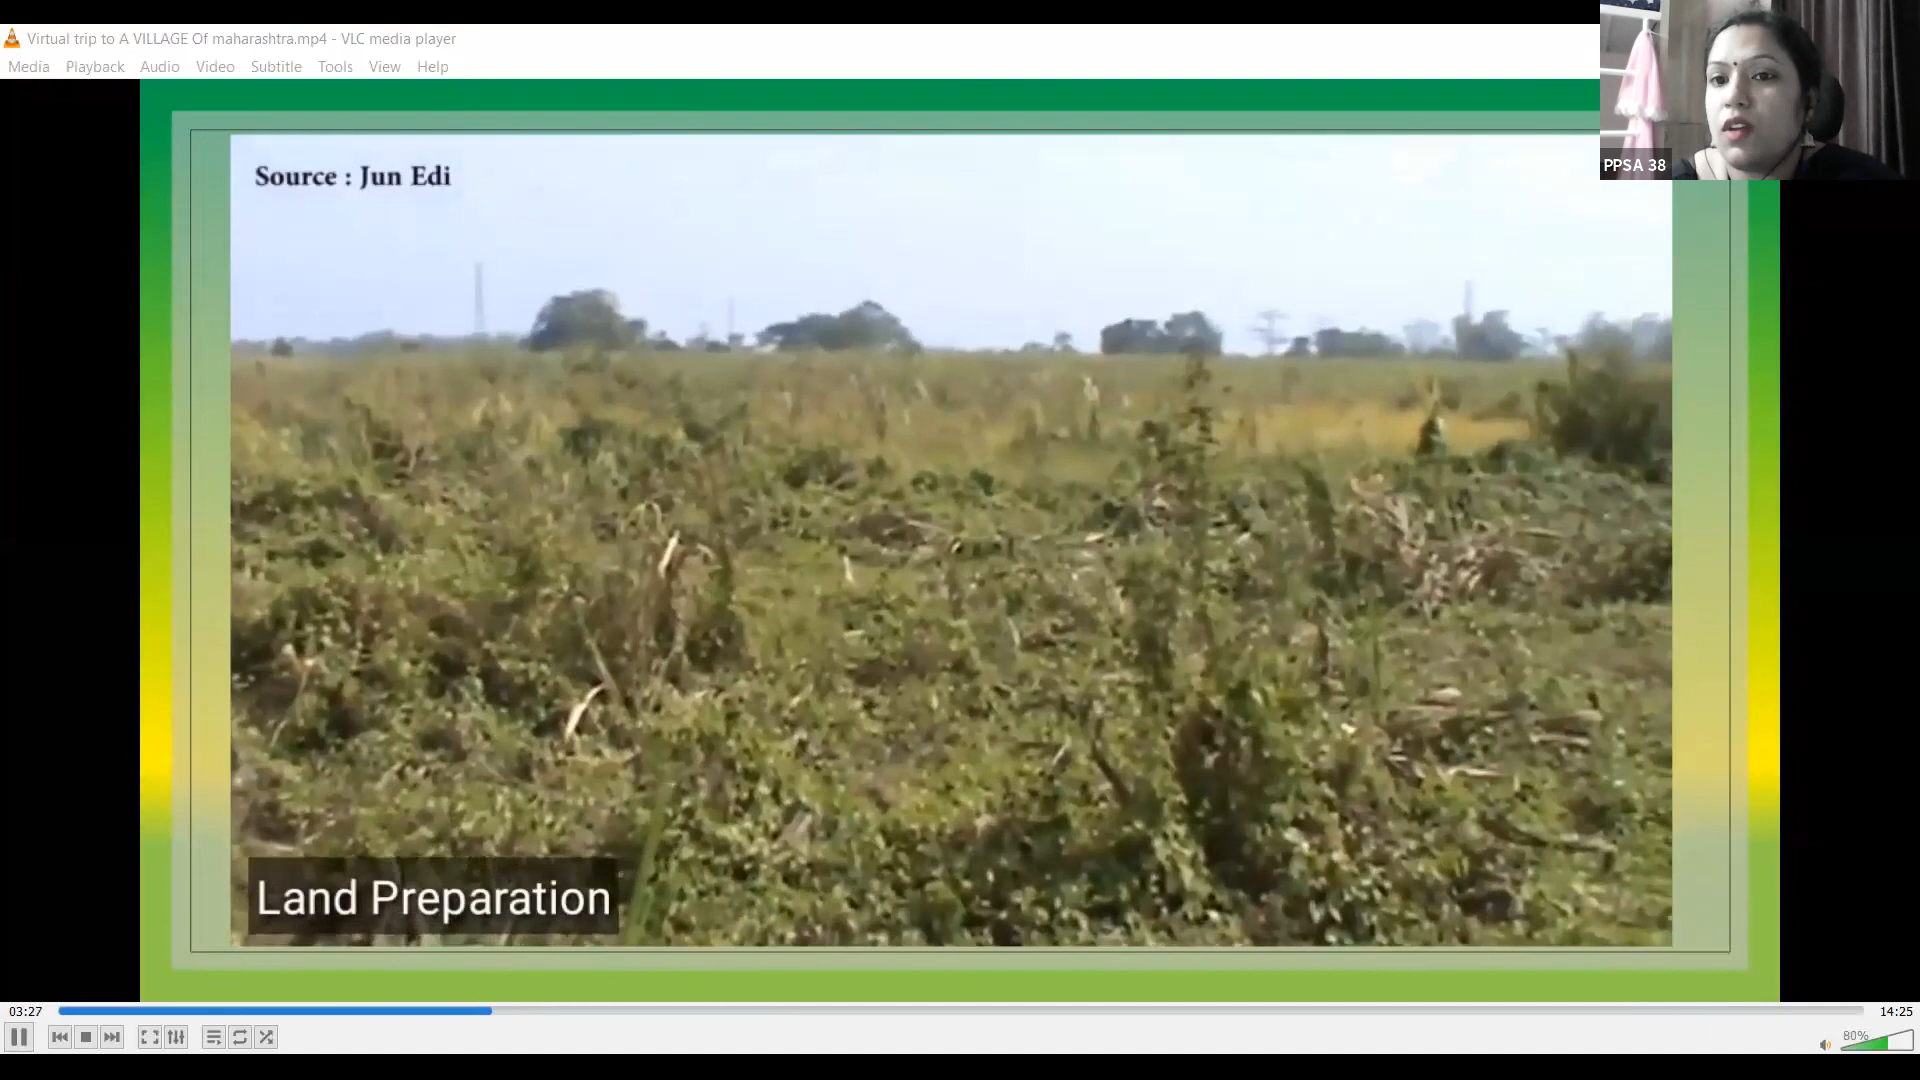 Virtual trip to A VILLAGE Of maharashtra.mp4 - VLC media player
Media Playback Audio Video Subtitle Tools View Help
PPSA 38
Source : Jun Edi
Land Preparation
03:27
14:25
80%